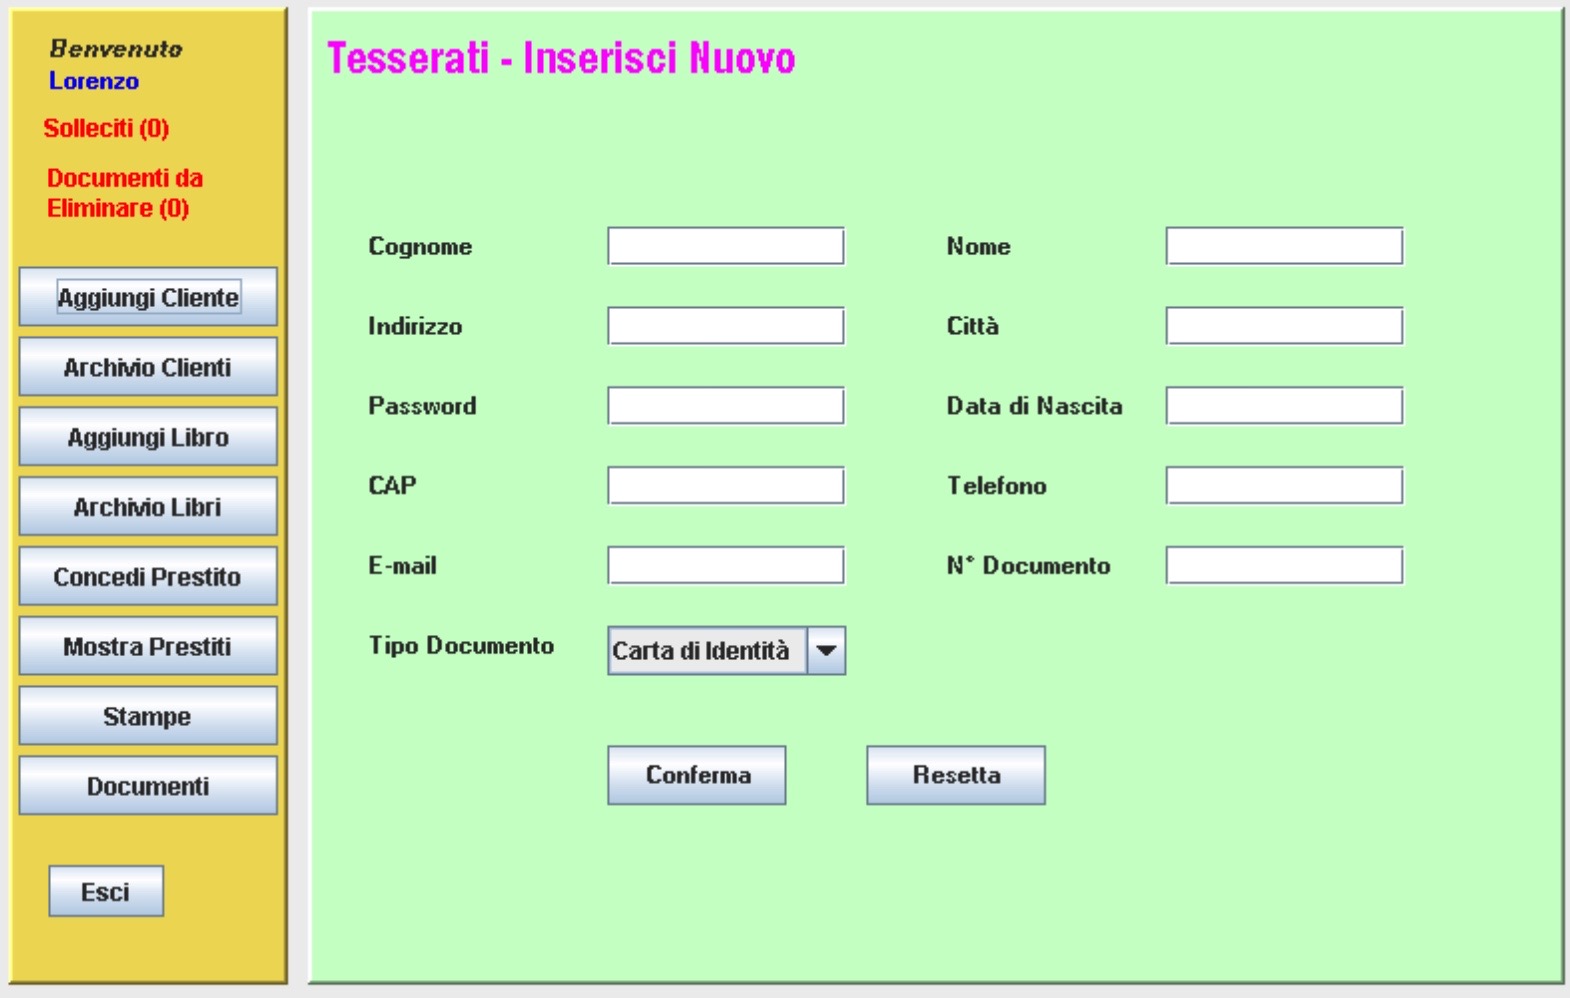 Benvenuto
Lorenzo
Solleciti (0)
Documenti da
Eliminare (0)
Aggiungi Cliente
Archivio Clienti
Aggiungi Libro
Archivio Libri
Concedi Prestito
Mostra Prestiti
Stampe
Documenti
Esci
Tesserati - Inserisci Nuovo
Cognome
Nome
Indirizzo
Città
Password
Data di Nascita
CAP
Telefono
E-mail
N° Documento
Tipo Documento
Carta di Identità
Conferma
Resetta